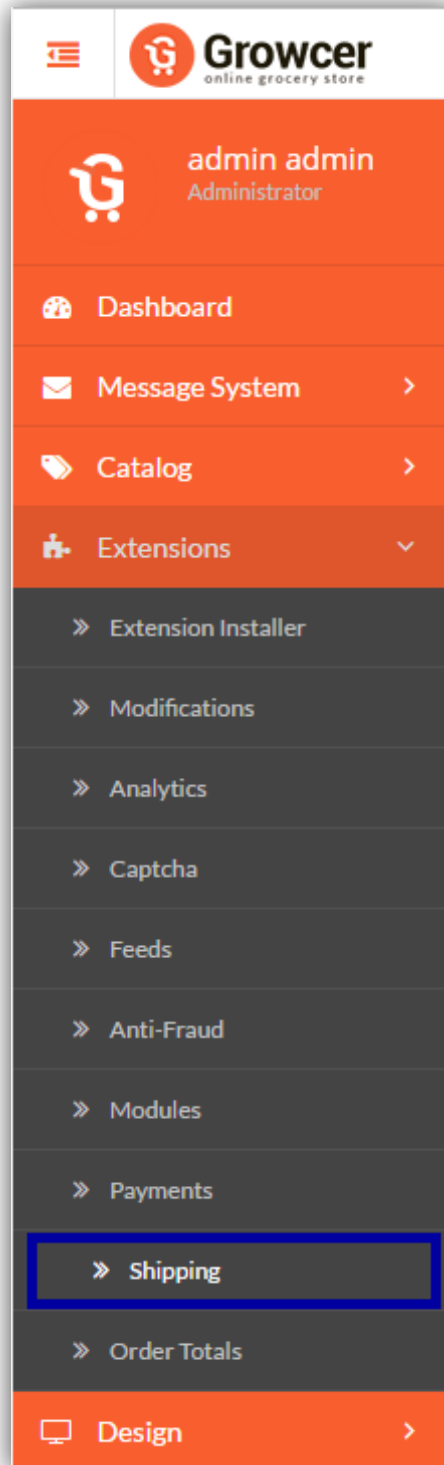 Growcer
online grocery store
admin admin
Administrator
Dashboard
Message System
Catalog
Extensions
Extension Installer
Modifications
Analytics
Captcha
Feeds
Anti-Fraud
Modules
Payments
Shipping
Order Totals
Design